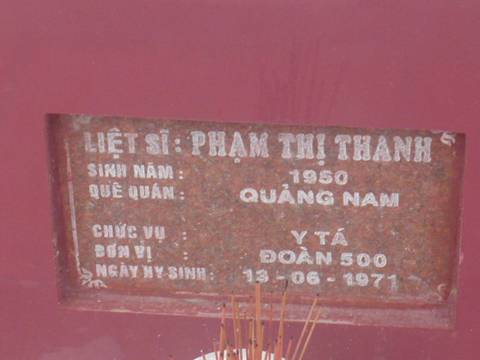 LIỆT SĨ : PHẠM THỊ THANH
SINH NĂM : 1950
QUÊ QUÁN : QUẢNG NAM
CHỨC VỤ : Y TÁ
ĐƠN VỊ : ĐOÀN 500
NGÀY HY SINH : 13 - 06 - 1971